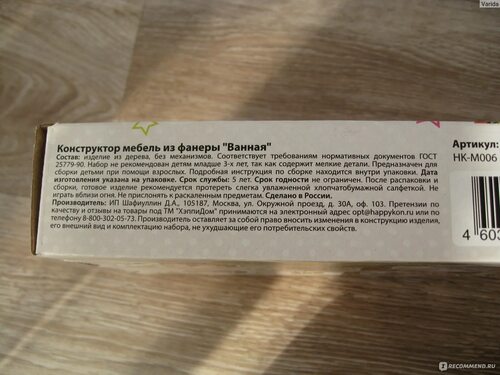 Varida
Конструктор мебель из фанеры "Ванная"
Состав: изделие из дерева, без механизмов. Соответствует требованиям нормативных документов ГОСТ
25779-90. Набор не рекомендован детям младше 3-х лет, так как содержит мелкие детали. Предназначен для
сборки детьми при помощи взрослых. Подробная инструкция по сборке находится внутри упаковки. Дата
изготовления указана на упаковке. Срок службы: 5 лет. Срок годности не ограничен. После распаковки и
сборки, готовое изделие рекомендуется протереть слегка увлажненной хлопчатобумажной салфеткой. Не
играть вблизи огня. Не прислонять к раскаленным предметам. Сделано в России.
Производитель: ИП Шафиуллин Д.А., 105187, Москва, ул. Окружной проезд, д. 30А, оф. 103. Претензии по
качеству и отзывы на товары под ТМ "ХэппиДом" принимаются на электронный адрес opt@happykon.ru или по
телефону 8-800-302-05-73. Производитель оставляет за собой право вносить изменения в конструкцию изделия,
его внешний вид и комплектацию набора, не ухудшающие его потребительских свойств.
Артикул:
НК-М006
4 603
RECOMMEND.RU